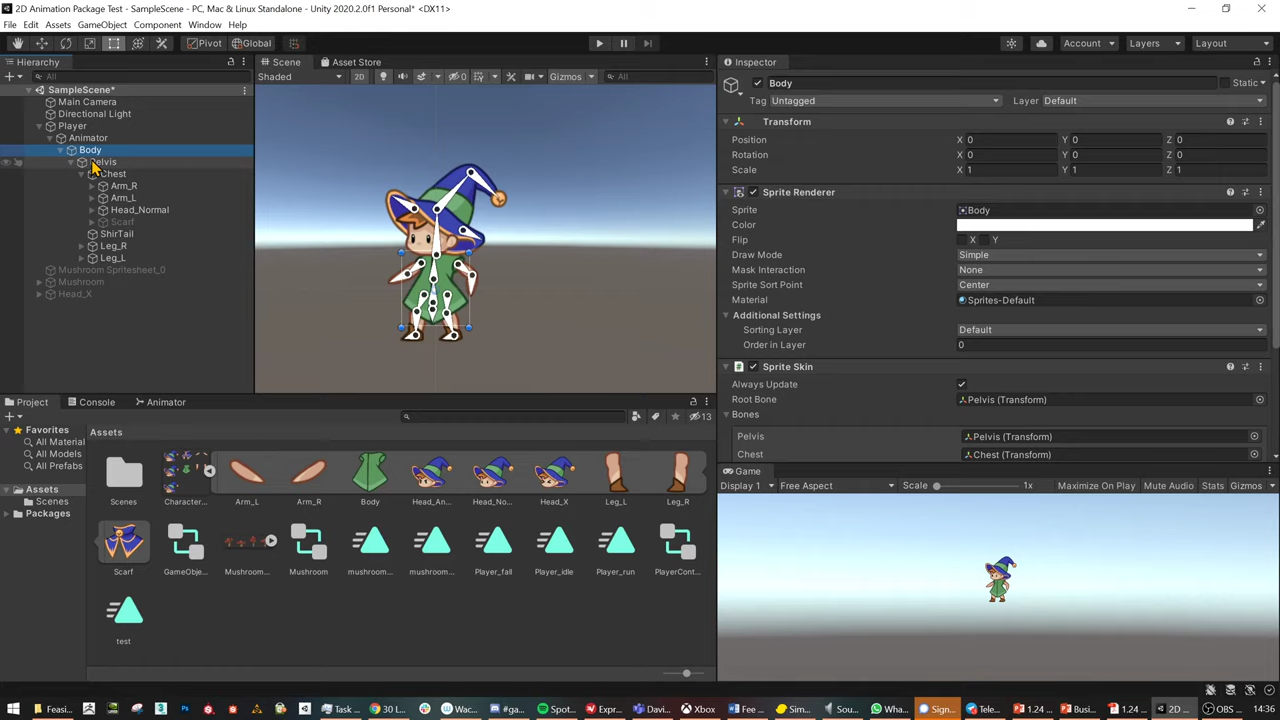 2D Animation Package Test - SampleScene - PC, Mac & Linux Standalone - Unity 2020.2.0f1 Personal* <DX11>
File Edit Assets GameObject Component Window Help
Pivot Global Account Layers Layout
Hierarchy
All
SampleScene*
Main Camera
Directional Light
Player
Animator
Body
Pelvis
Chest
Arm_R
Arm_L
Head_Normal
Scarf
ShirTail
Leg_R
Leg_L
Mushroom Spritesheet_0
Mushroom
Head_X
Scene Asset Store
Shaded 2D 0 Gizmos All
Inspector
Body Static
Tag Untagged Layer Default
Transform
Position X 0 Y 0 Z 0
Rotation X 0 Y 0 Z 0
Scale X 1 Y 1 Z 1
Sprite Renderer
Sprite Body
Color
Flip X Y
Draw Mode Simple
Mask Interaction None
Sprite Sort Point Center
Material Sprites-Default
Additional Settings
Sorting Layer Default
Order in Layer 0
Sprite Skin
Always Update
Root Bone Pelvis (Transform)
Bones
Pelvis Pelvis (Transform)
Chest Chest (Transform)
Project Console Animator
13
Favorites
All Material
All Models
All Prefabs
Assets
Scenes
Packages
Assets
Scenes Character... Arm_L Arm_R Body Head_An... Head_No... Head_X Leg_L Leg_R
Scarf GameObje... Mushroom... Mushroom mushroom... mushroom... Player_fall Player_idle Player_run PlayerCont...
test
Game
Display 1 Free Aspect Scale 1x Maximize On Play Mute Audio Stats Gizmos
Feasi... Task ... 30 L... Wac... #ga... Spot... Expr... Davi... Xbox Fee ... Sim... Sou... Wha... Sign... Tele... 1.24 ... Busi... 1.24 ... 2D ... OBS ... 14:36